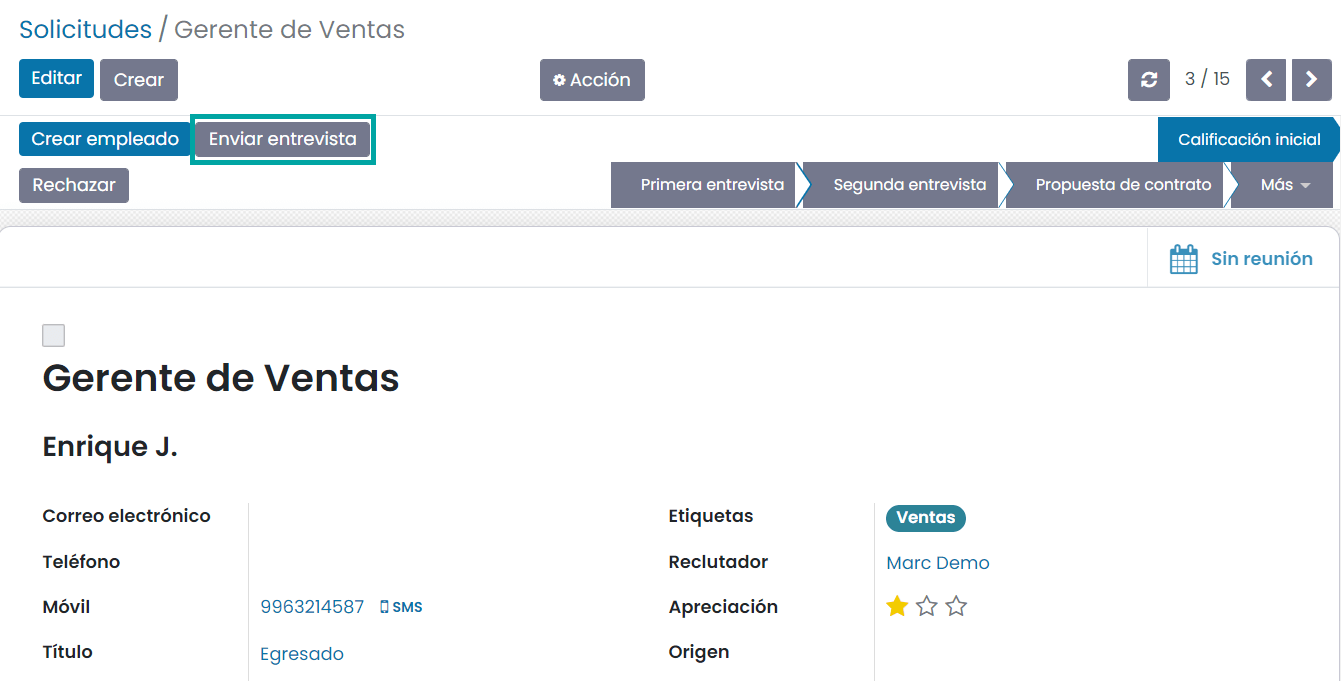 Solicitudes / Gerente de Ventas
Editar Crear Acción 3 / 15
Crear empleado Enviar entrevista Calificación inicial
Rechazar Primera entrevista Segunda entrevista Propuesta de contrato Más
Sin reunión
Gerente de Ventas
Enrique J.
Correo electrónico Etiquetas Ventas
Teléfono Reclutador Marc Demo
Móvil 9963214587 SMS Apreciación
Título Egresado Origen